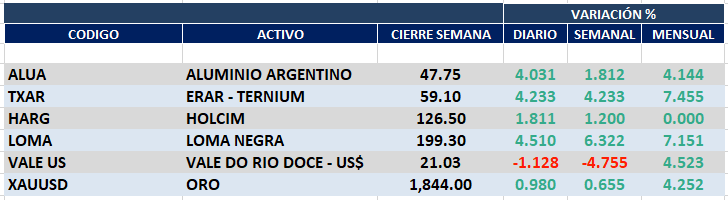 VARIACIÓN %
CODIGO ACTIVO CIERRE SEMANA DIARIO SEMANAL MENSUAL
ALUA ALUMINIO ARGENTINO 47.75 4.031 1.812 4.144
TXAR ERAR - TERNIUM 59.10 4.233 4.233 7.455
HARG HOLCIM 126.50 1.811 1.200 0.000
LOMA LOMA NEGRA 199.30 4.510 6.322 7.151
VALE US VALE DO RIO DOCE - US$ 21.03 -1.128 -4.755 4.523
XAUUSD ORO 1,844.00 0.980 0.655 4.252